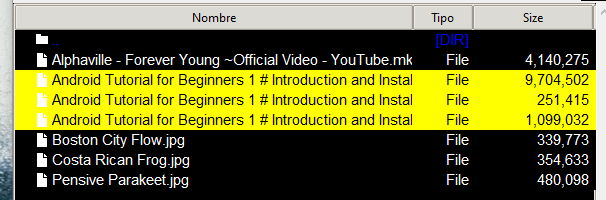 Nombre Tipo Size
[DIR]
Alphaville - Forever Young ~Official Video - YouTube.mk File 4,140,275
Android Tutorial for Beginners 1 # Introduction and Instal File 9,704,502
Android Tutorial for Beginners 1 # Introduction and Instal File 251,415
Android Tutorial for Beginners 1 # Introduction and Instal File 1,099,032
Boston City Flow.jpg File 339,773
Costa Rican Frog.jpg File 354,633
Pensive Parakeet.jpg File 480,098